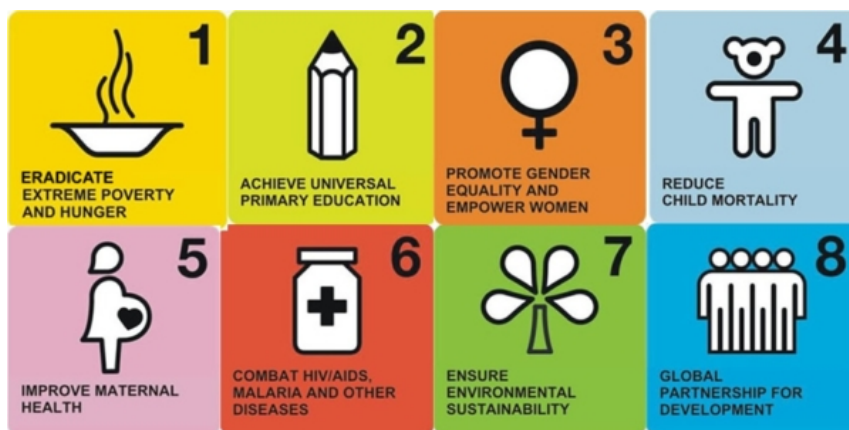 1
ERADICATE
EXTREME POVERTY
AND HUNGER
2
ACHIEVE UNIVERSAL
PRIMARY EDUCATION
3
PROMOTE GENDER
EQUALITY AND
EMPOWER WOMEN
4
REDUCE
CHILD MORTALITY
5
IMPROVE MATERNAL
HEALTH
6
COMBAT HIV/AIDS,
MALARIA AND OTHER
DISEASES
7
ENSURE
ENVIRONMENTAL
SUSTAINABILITY
8
GLOBAL
PARTNERSHIP FOR
DEVELOPMENT